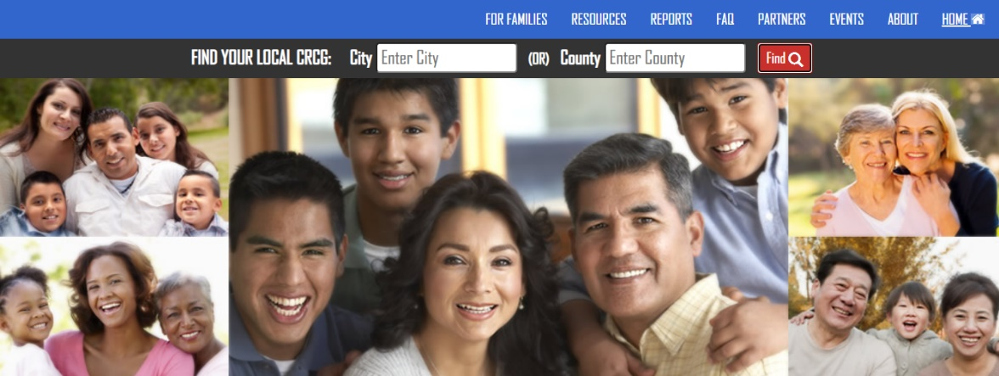 FOR FAMILIES RESOURCES REPORTS FAQ PARTNERS EVENTS ABOUT HOME
FIND YOUR LOCAL CRCG: City Enter City (OR) County Enter County Find